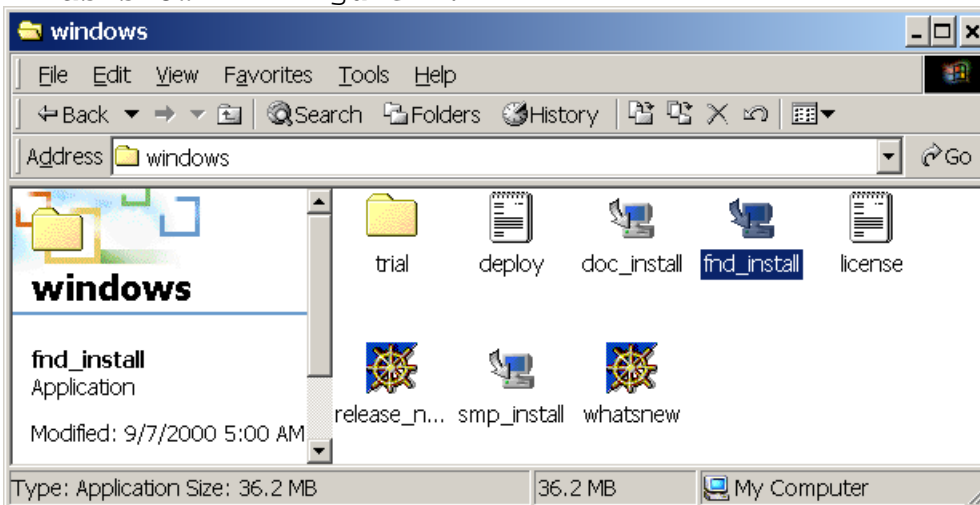 windows
File Edit View Favorites Tools Help
Back Search Folders History
Address windows Go
windows
fnd_install
Application
Modified: 9/7/2000 5:00 AM
trial deploy doc_install fnd_install license
release_n... smp_install whatsnew
Type: Application Size: 36.2 MB 36.2 MB My Computer